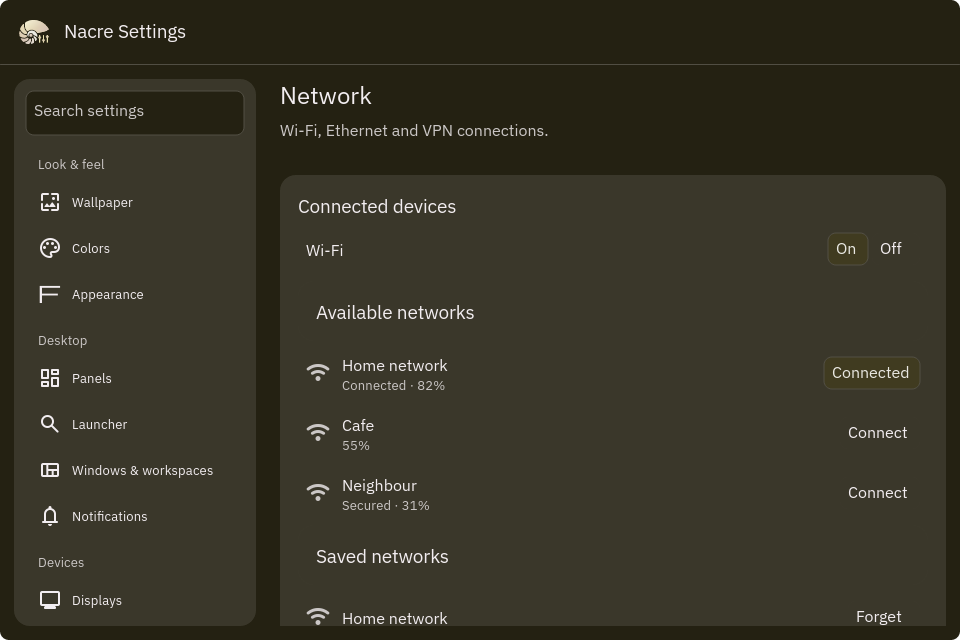 Nacre Settings
Search settings
Look & feel
Wallpaper
Colors
Appearance
Desktop
Panels
Launcher
Windows & workspaces
Notifications
Devices
Displays
Network
Wi-Fi, Ethernet and VPN connections.
Connected devices
Wi-Fi
On
Off
Available networks
Home network
Connected · 82%
Connected
Cafe
55%
Connect
Neighbour
Secured · 31%
Connect
Saved networks
Home network
Forget